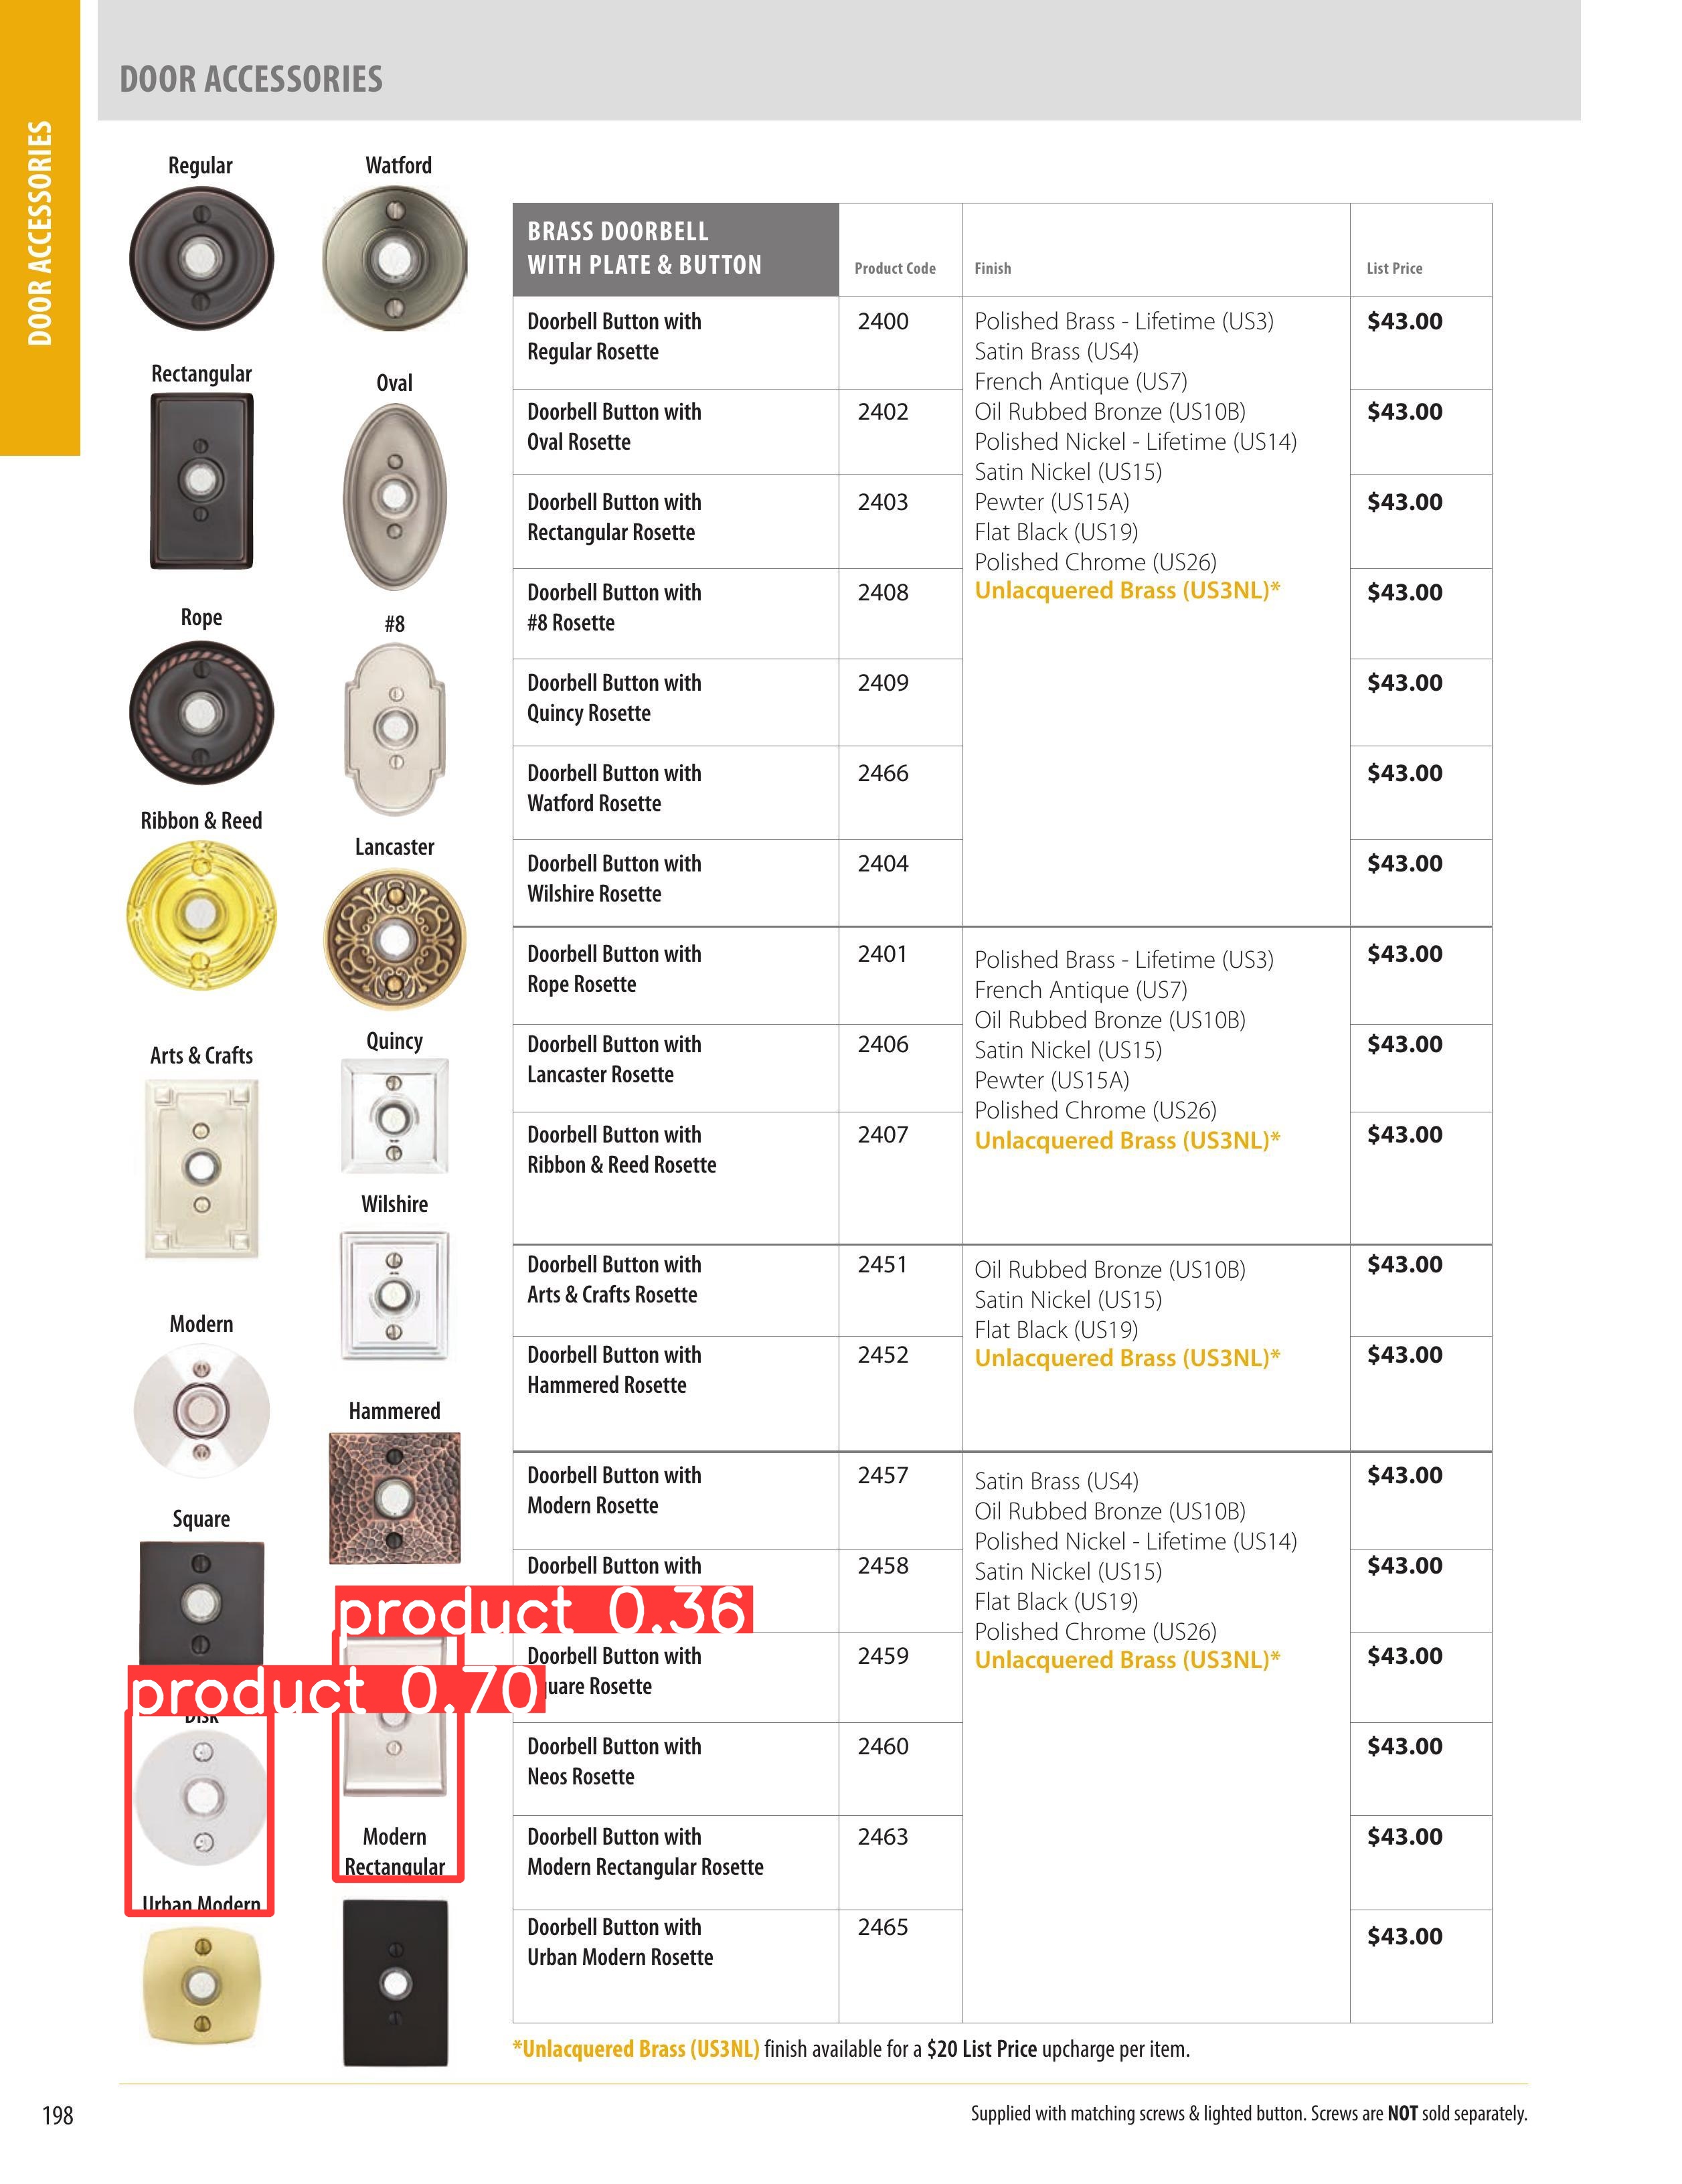 DOOR ACCESSORIES
DOOR ACCESSORIES
Regular
Watford
Rectangular
Oval
Rope
#8
Ribbon & Reed
Lancaster
Arts & Crafts
Quincy
Wilshire
Modern
Hammered
Square
product 0.36
product 0.70
Disk
Modern
Rectangular
Urban Modern
BRASS DOORBELL
WITH PLATE & BUTTON
Product Code
Finish
List Price
Doorbell Button with
Regular Rosette
2400
$43.00
Doorbell Button with
Oval Rosette
2402
$43.00
Doorbell Button with
Rectangular Rosette
2403
$43.00
Doorbell Button with
#8 Rosette
2408
$43.00
Doorbell Button with
Quincy Rosette
2409
$43.00
Doorbell Button with
Watford Rosette
2466
$43.00
Doorbell Button with
Wilshire Rosette
2404
$43.00
Polished Brass - Lifetime (US3)
Satin Brass (US4)
French Antique (US7)
Oil Rubbed Bronze (US10B)
Polished Nickel - Lifetime (US14)
Satin Nickel (US15)
Pewter (US15A)
Flat Black (US19)
Polished Chrome (US26)
Unlacquered Brass (US3NL)*
Doorbell Button with
Rope Rosette
2401
$43.00
Doorbell Button with
Lancaster Rosette
2406
$43.00
Doorbell Button with
Ribbon & Reed Rosette
2407
$43.00
Polished Brass - Lifetime (US3)
French Antique (US7)
Oil Rubbed Bronze (US10B)
Satin Nickel (US15)
Pewter (US15A)
Polished Chrome (US26)
Unlacquered Brass (US3NL)*
Doorbell Button with
Arts & Crafts Rosette
2451
$43.00
Doorbell Button with
Hammered Rosette
2452
$43.00
Oil Rubbed Bronze (US10B)
Satin Nickel (US15)
Flat Black (US19)
Unlacquered Brass (US3NL)*
Doorbell Button with
Modern Rosette
2457
$43.00
Doorbell Button with
2458
$43.00
Doorbell Button with
uare Rosette
2459
$43.00
Doorbell Button with
Neos Rosette
2460
$43.00
Doorbell Button with
Modern Rectangular Rosette
2463
$43.00
Doorbell Button with
Urban Modern Rosette
2465
$43.00
Satin Brass (US4)
Oil Rubbed Bronze (US10B)
Polished Nickel - Lifetime (US14)
Satin Nickel (US15)
Flat Black (US19)
Polished Chrome (US26)
Unlacquered Brass (US3NL)*
*Unlacquered Brass (US3NL) finish available for a $20 List Price upcharge per item.
198
Supplied with matching screws & lighted button. Screws are NOT sold separately.